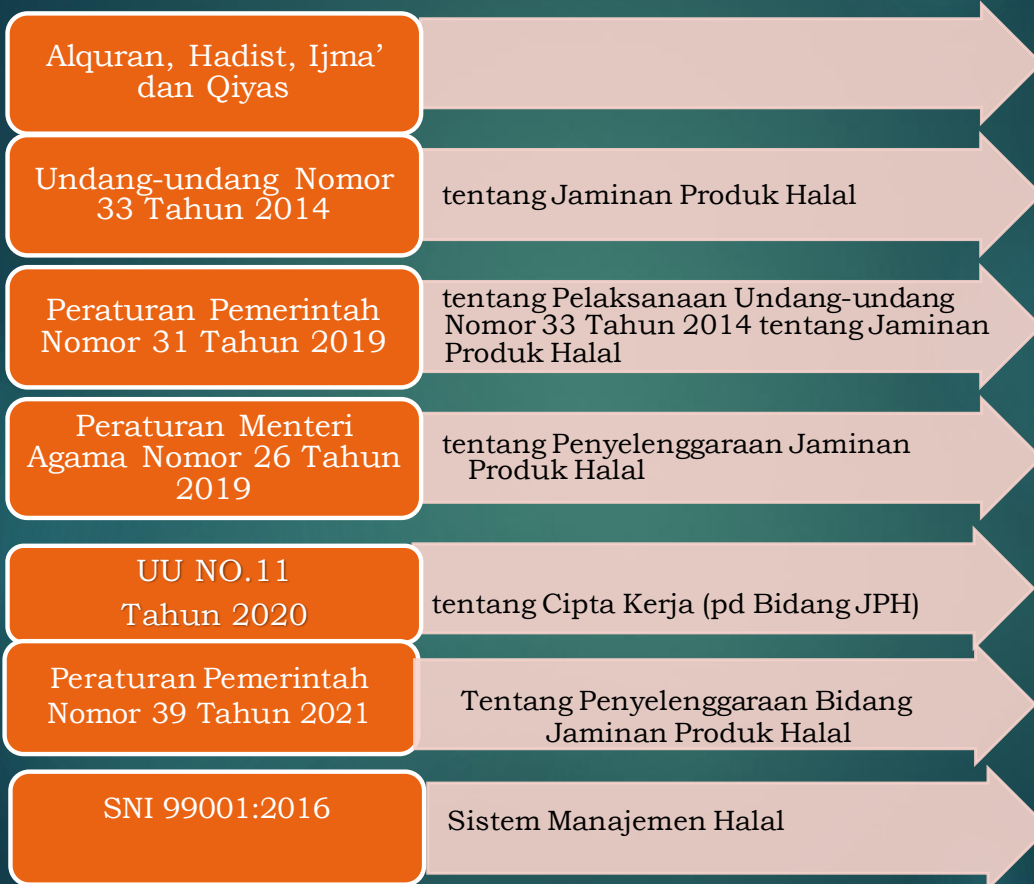 Alquran, Hadist, Ijma’
dan Qiyas
Undang-undang Nomor
33 Tahun 2014
tentang Jaminan Produk Halal
Peraturan Pemerintah
Nomor 31 Tahun 2019
tentang Pelaksanaan Undang-undang
Nomor 33 Tahun 2014 tentang Jaminan
Produk Halal
Peraturan Menteri
Agama Nomor 26 Tahun
2019
tentang Penyelenggaraan Jaminan
Produk Halal
UU NO.11
Tahun 2020
tentang Cipta Kerja (pd Bidang JPH)
Peraturan Pemerintah
Nomor 39 Tahun 2021
Tentang Penyelenggaraan Bidang
Jaminan Produk Halal
SNI 99001:2016
Sistem Manajemen Halal